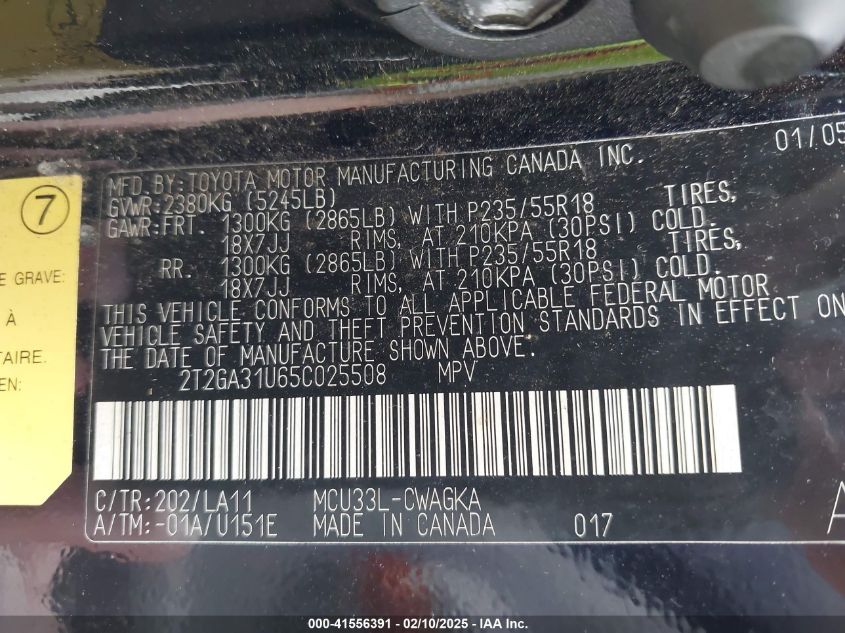 01/05
MFD.BY:TOYOTA MOTOR MANUFACTURING CANADA INC.
GVWR-2380KG (5245LB)
GAWR:FRT. 1300KG (2865LB) WITH P235/55R18 TIRES,
18X7JJ RIMS, AT 210KPA (30PSI) COLD.
RR. 1300KG (2865LB) WITH P235/55R18 TIRES,
18X7JJ RIMS, AT 210KPA (30PSI) COLD.
THIS VEHICLE CONFORMS TO ALL APPLICABLE FEDERAL MOTOR
VEHICLE SAFETY AND THEFT PREVENTION STANDARDS IN EFFECT ON
THE DATE OF MANUFACTURE SHOWN ABOVE.
2T2GA31U65C025508 MPV
C/TR:202/LA11 MCU33L-CWAGKA
A/TM:-01A/U151E MADE IN CANADA 017
7
E GRAVE:
À
TAIRE.
EN:
000-41556391 - 02/10/2025 - IAA Inc.